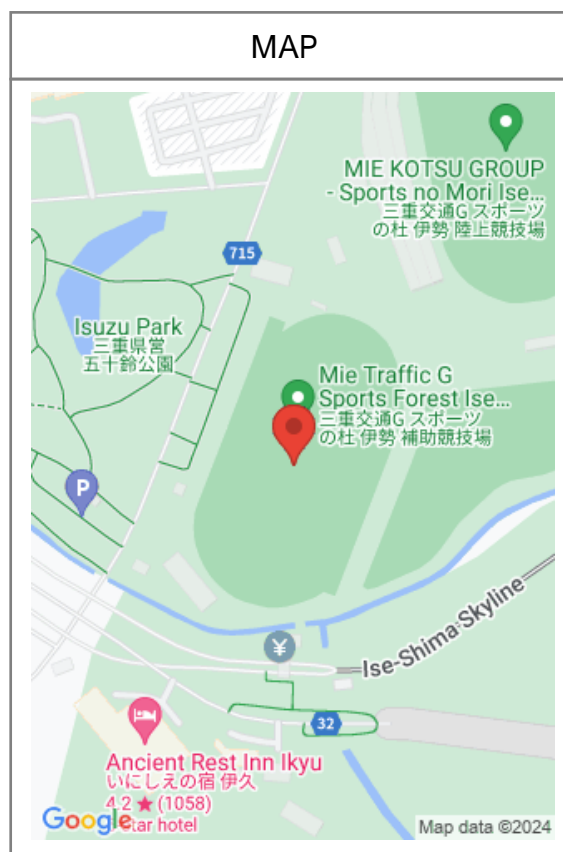 MAP
MIE KOTSU GROUP
- Sports no Mori Ise...
三重交通G スポーツ
の杜 伊勢 陸上競技場
715
Isuzu Park
三重県営
五十鈴公園
Mie Traffic G
Sports Forest Ise...
三重交通G スポーツ
の杜 伊勢 補助競技場
P
¥
Ise-Shima-Skyline
32
Ancient Rest Inn Ikyu
いにしえの宿 伊久
4.2 ★ (1058)
star hotel
Google
Map data ©2024